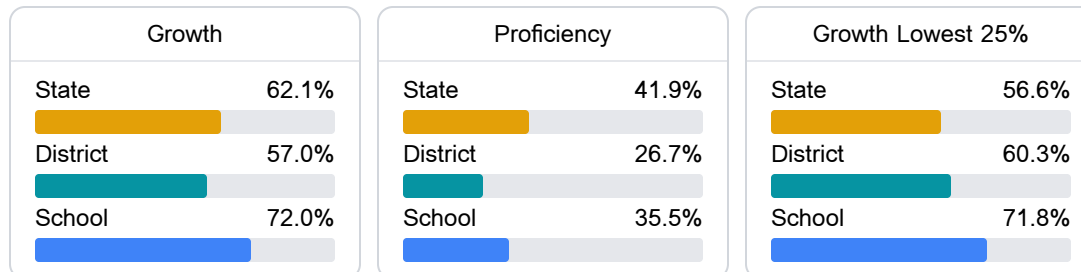 Growth
State 62.1%
District 57.0%
School 72.0%
Proficiency
State 41.9%
District 26.7%
School 35.5%
Growth Lowest 25%
State 56.6%
District 60.3%
School 71.8%